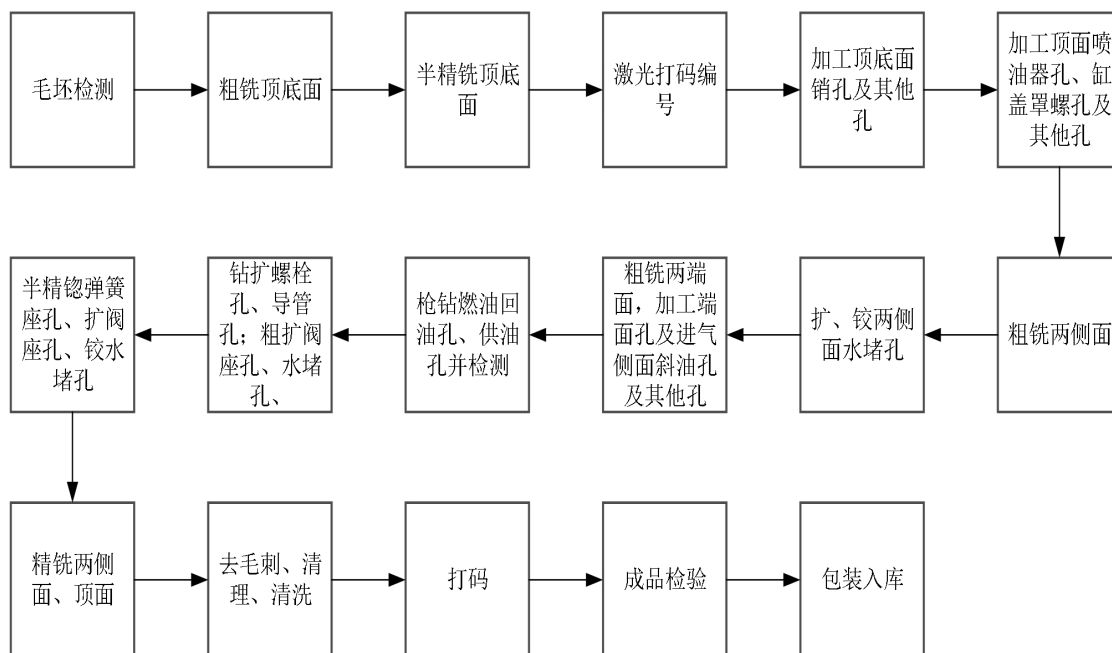 毛坯检测
粗铣顶底面
半精铣顶底
面
激光打码编
号
加工顶底面
销孔及其他
孔
加工顶面喷
油器孔、缸
盖罩螺孔及
其他孔
粗铣两侧面
扩、铰两侧
面水堵孔
粗铣两端
面，加工端
面孔及进气
侧面斜油孔
及其他孔
枪钻燃油回
油孔、供油
孔并检测
钻扩螺栓
孔、导管
孔；粗扩阀
座孔、水堵
孔、
半精锪弹簧
座孔、扩阀
座孔、铰水
堵孔
精铣两侧
面、顶面
去毛刺、清
理、清洗
打码
成品检验
包装入库